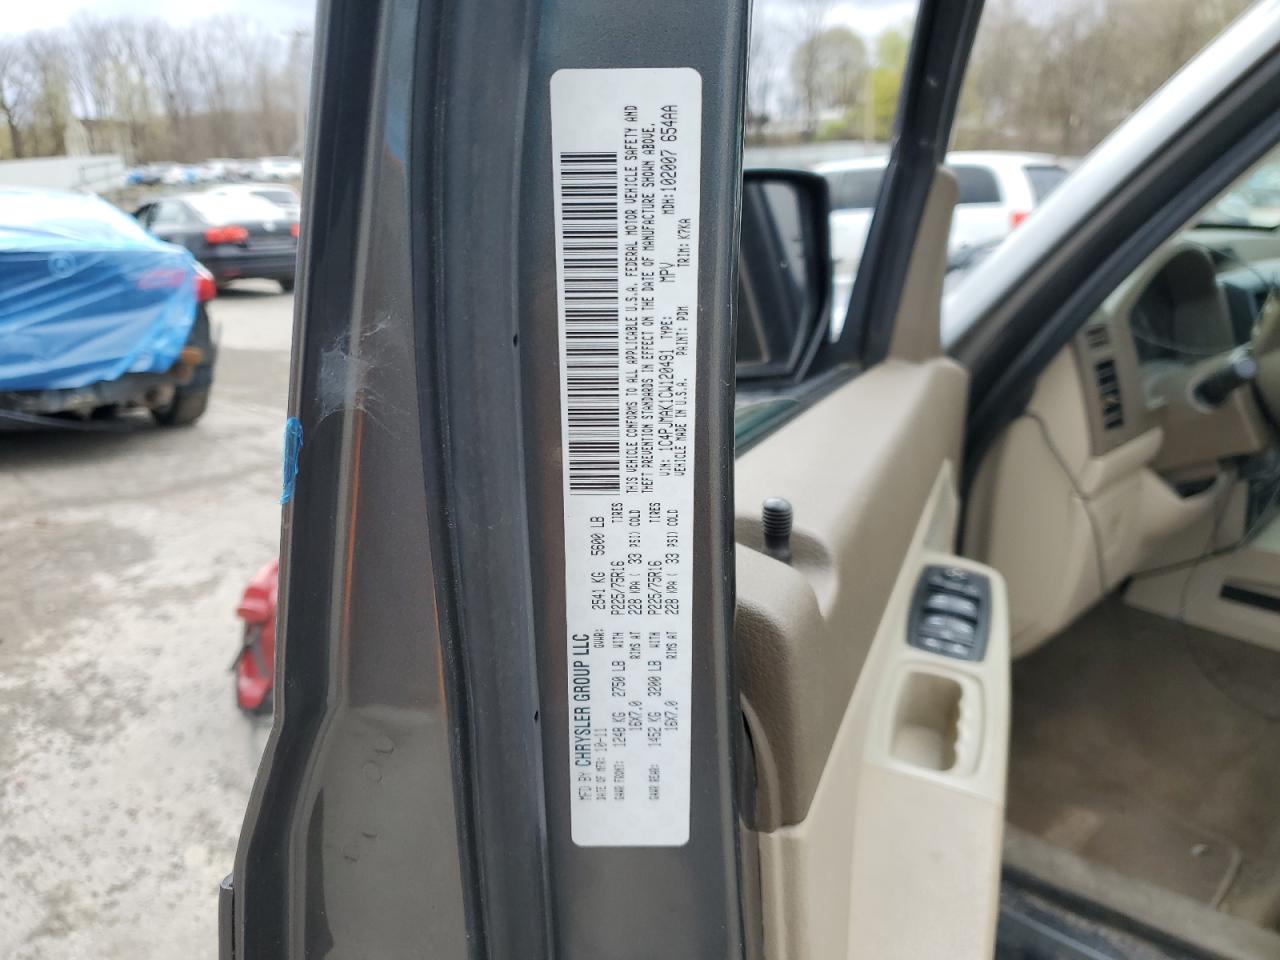 MFD BY CHRYSLER GROUP LLC
DATE OF MFR: 10-11 GVWR: 2541 KG 5600 LB
GAWR FRONT: 1248 KG 2750 LB WITH P225/75R16 TIRES
16X7.0 RIMS AT 228 KPA ( 33 PSI) COLD
GAWR REAR: 1452 KG 3200 LB WITH P225/75R16 TIRES
16X7.0 RIMS AT 228 KPA ( 33 PSI) COLD
THIS VEHICLE CONFORMS TO ALL APPLICABLE U.S.A. FEDERAL MOTOR VEHICLE SAFETY AND
THEFT PREVENTION STANDARDS IN EFFECT ON THE DATE OF MANUFACTURE SHOWN ABOVE.
VIN: 1C4PJMAK1CW120491 TYPE: MPV MDH:102007 654AA
VEHICLE MADE IN U.S.A. PAINT: PDM TRIM: K7KA